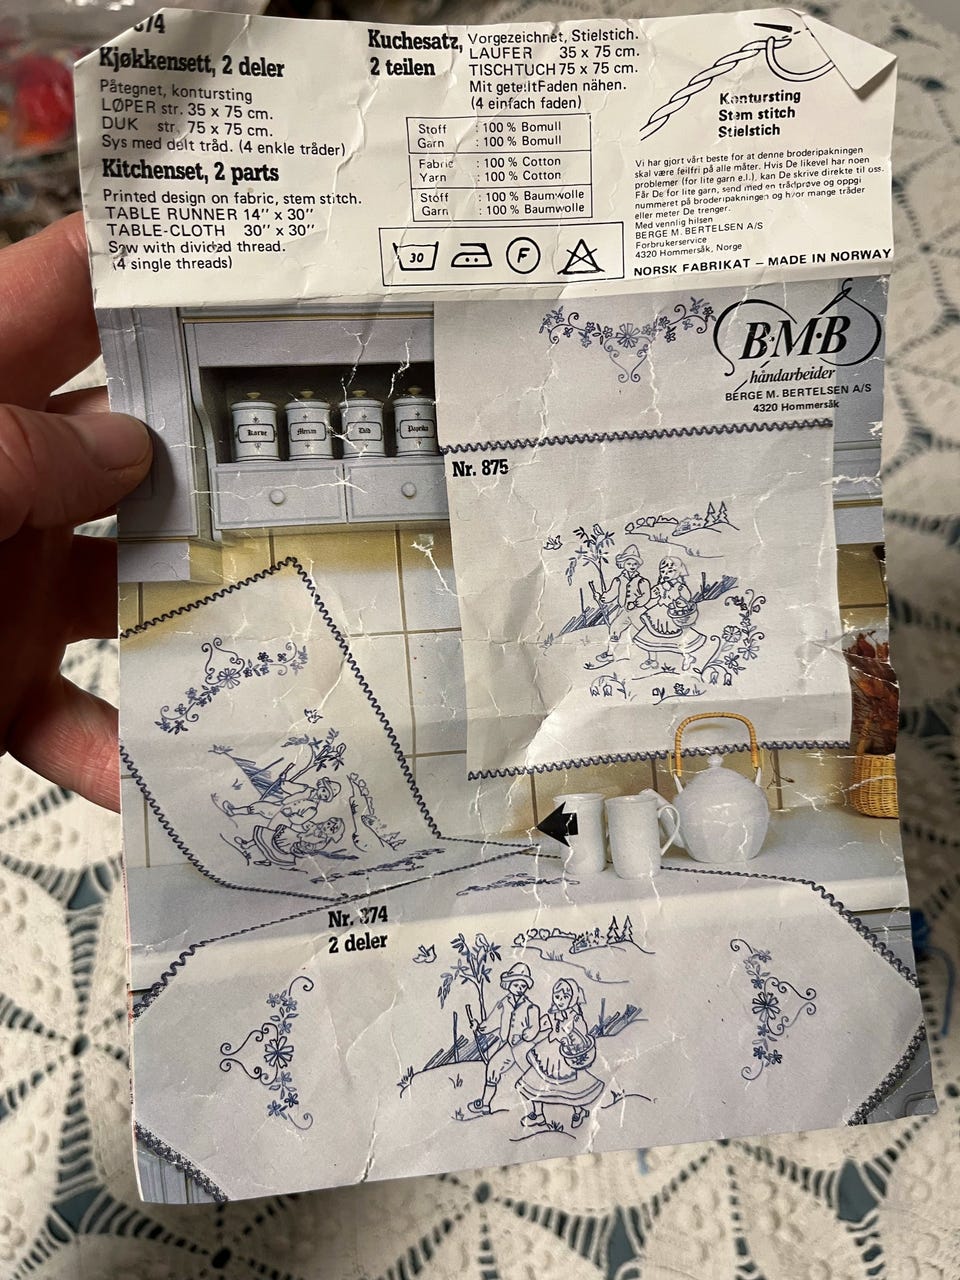 874
Kjøkkensett, 2 deler
Påtegnet, kontursting
LØPER str. 35 x 75 cm.
DUK str. 75 x 75 cm.
Sys med delt tråd. (4 enkle tråder)
Kitchenset, 2 parts
Printed design on fabric, stem stitch.
TABLE RUNNER 14" x 30"
TABLE-CLOTH 30" x 30"
Sew with divided thread.
(4 single threads)
Kuchesatz,
2 teilen
Vorgezeichnet, Stielstich.
LAUFER 35 x 75 cm.
TISCHTUCH 75 x 75 cm.
Mit geteiltFaden nähen.
(4 einfach faden)
Stoff : 100 % Bomull
Garn : 100 % Bomull
Fabric : 100 % Cotton
Yarn : 100 % Cotton
Stoff : 100 % Baumwolle
Garn : 100 % Baumwolle
30
F
Kontursting
Stem stitch
Stielstich
Vi har gjort vårt beste for at denne broderipakningen
skal være feilfri på alle måter. Hvis De likevel har noen
problemer (for lite garn e.l.), kan De skrive direkte til oss.
Får De for lite garn, send med en trådprøve og oppgi
nummeret på broderipakningen og hvor mange tråder
eller meter De trenger.
Med vennlig hilsen
BERGE M. BERTELSEN A/S
Forbrukerservice
4320 Hommersåk, Norge
NORSK FABRIKAT – MADE IN NORWAY
B·M·B
håndarbeider
BERGE M. BERTELSEN A/S
4320 Hommersåk
Karve
Merian
Dild
Paprika
Nr. 875
Nr. 874
2 deler